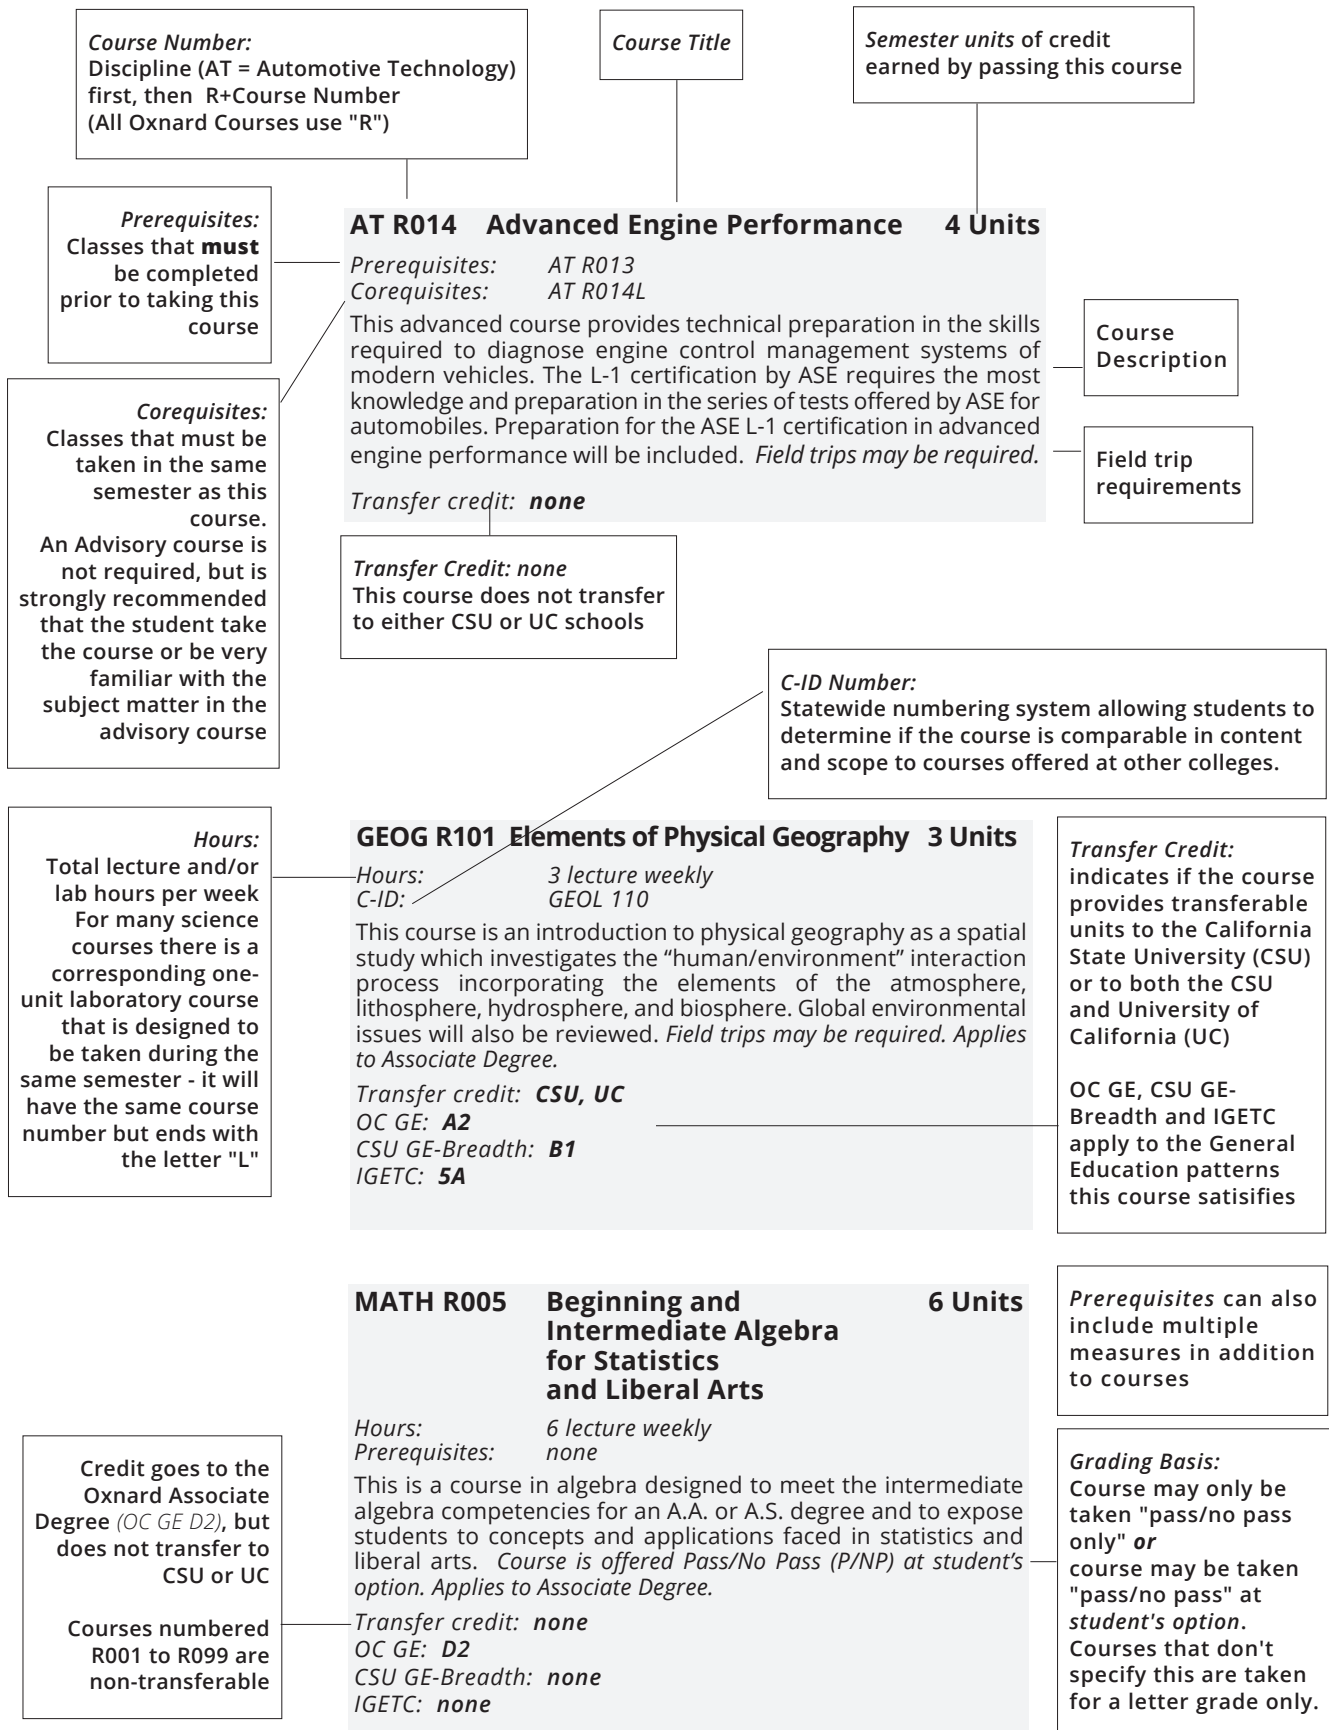 Course Number:
Discipline (AT = Automotive Technology)
first, then R+Course Number
(All Oxnard Courses use "R")
Course Title
Semester units of credit
earned by passing this course
Prerequisites:
Classes that must
be completed
prior to taking this
course
AT R014 Advanced Engine Performance 4 Units
Prerequisites: AT R013
Corequisites: AT R014L
This advanced course provides technical preparation in the skills
required to diagnose engine control management systems of
modern vehicles. The L-1 certification by ASE requires the most
knowledge and preparation in the series of tests offered by ASE for
automobiles. Preparation for the ASE L-1 certification in advanced
engine performance will be included. Field trips may be required.
Transfer credit: none
Course
Description
Field trip
requirements
Corequisites:
Classes that must be
taken in the same
semester as this
course.
An Advisory course is
not required, but is
strongly recommended
that the student take
the course or be very
familiar with the
subject matter in the
advisory course
Transfer Credit: none
This course does not transfer
to either CSU or UC schools
C-ID Number:
Statewide numbering system allowing students to
determine if the course is comparable in content
and scope to courses offered at other colleges.
Hours:
Total lecture and/or
lab hours per week
For many science
courses there is a
corresponding one-
unit laboratory course
that is designed to
be taken during the
same semester - it will
have the same course
number but ends with
the letter "L"
GEOG R101 Elements of Physical Geography 3 Units
Hours: 3 lecture weekly
C-ID: GEOL 110
This course is an introduction to physical geography as a spatial
study which investigates the “human/environment” interaction
process incorporating the elements of the atmosphere,
lithosphere, hydrosphere, and biosphere. Global environmental
issues will also be reviewed. Field trips may be required. Applies
to Associate Degree.
Transfer credit: CSU, UC
OC GE: A2
CSU GE-Breadth: B1
IGETC: 5A
Transfer Credit:
indicates if the course
provides transferable
units to the California
State University (CSU)
or to both the CSU
and University of
California (UC)
OC GE, CSU GE-
Breadth and IGETC
apply to the General
Education patterns
this course satisifies
MATH R005 Beginning and 6 Units
Intermediate Algebra
for Statistics
and Liberal Arts
Hours: 6 lecture weekly
Prerequisites: none
This is a course in algebra designed to meet the intermediate
algebra competencies for an A.A. or A.S. degree and to expose
students to concepts and applications faced in statistics and
liberal arts. Course is offered Pass/No Pass (P/NP) at student’s
option. Applies to Associate Degree.
Transfer credit: none
OC GE: D2
CSU GE-Breadth: none
IGETC: none
Prerequisites can also
include multiple
measures in addition
to courses
Credit goes to the
Oxnard Associate
Degree (OC GE D2), but
does not transfer to
CSU or UC
Courses numbered
R001 to R099 are
non-transferable
Grading Basis:
Course may only be
taken "pass/no pass
only" or
course may be taken
"pass/no pass" at
student's option.
Courses that don't
specify this are taken
for a letter grade only.